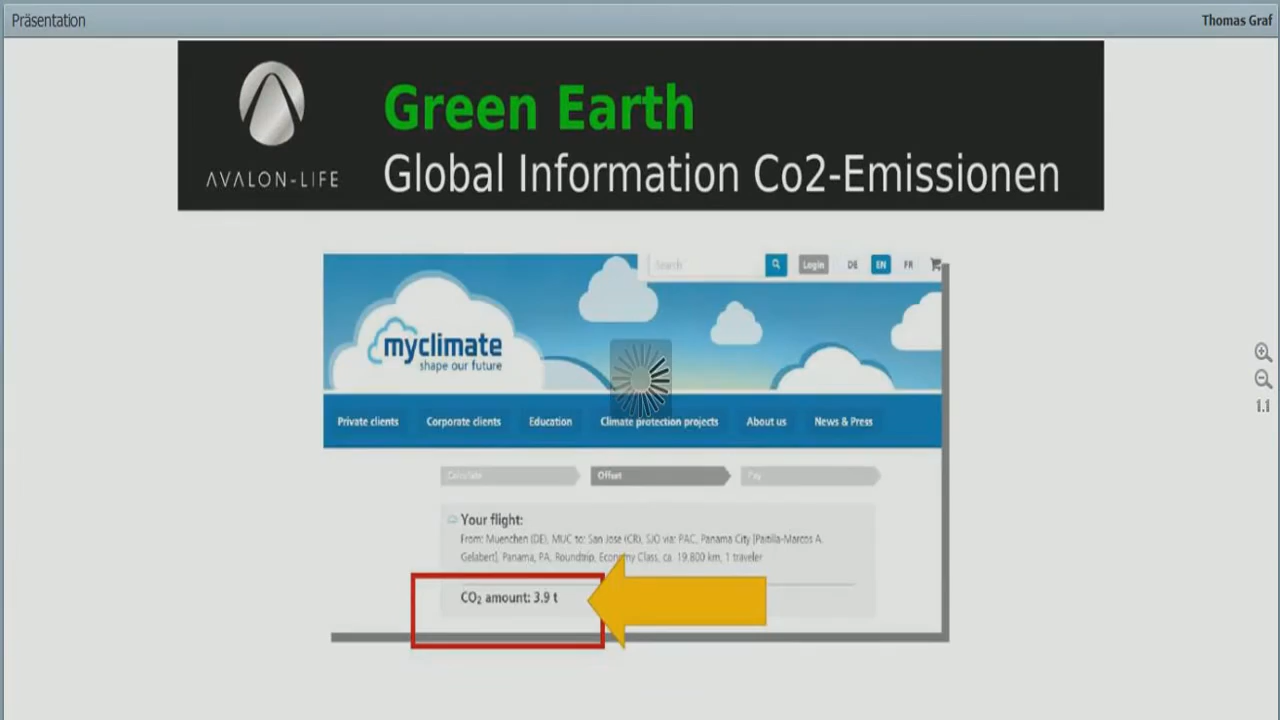 Präsentation
Thomas Graf
AVALON-LIFE
Green Earth
Global Information Co2-Emissionen
Search
Login
DE
EN
FR
myclimate
shape our future
Private clients
Corporate clients
Education
Climate protection projects
About us
News & Press
Calculate
Offset
Pay
Your flight:
From: Muenchen (DE), MUC to: San Jose (CR), SJO via: PAC, Panama City [Paitilla-Marcos A.
Gelabert], Panama, PA, Roundtrip, Economy Class, ca. 19.800 km, 1 traveler
CO₂ amount: 3.9 t
1.1